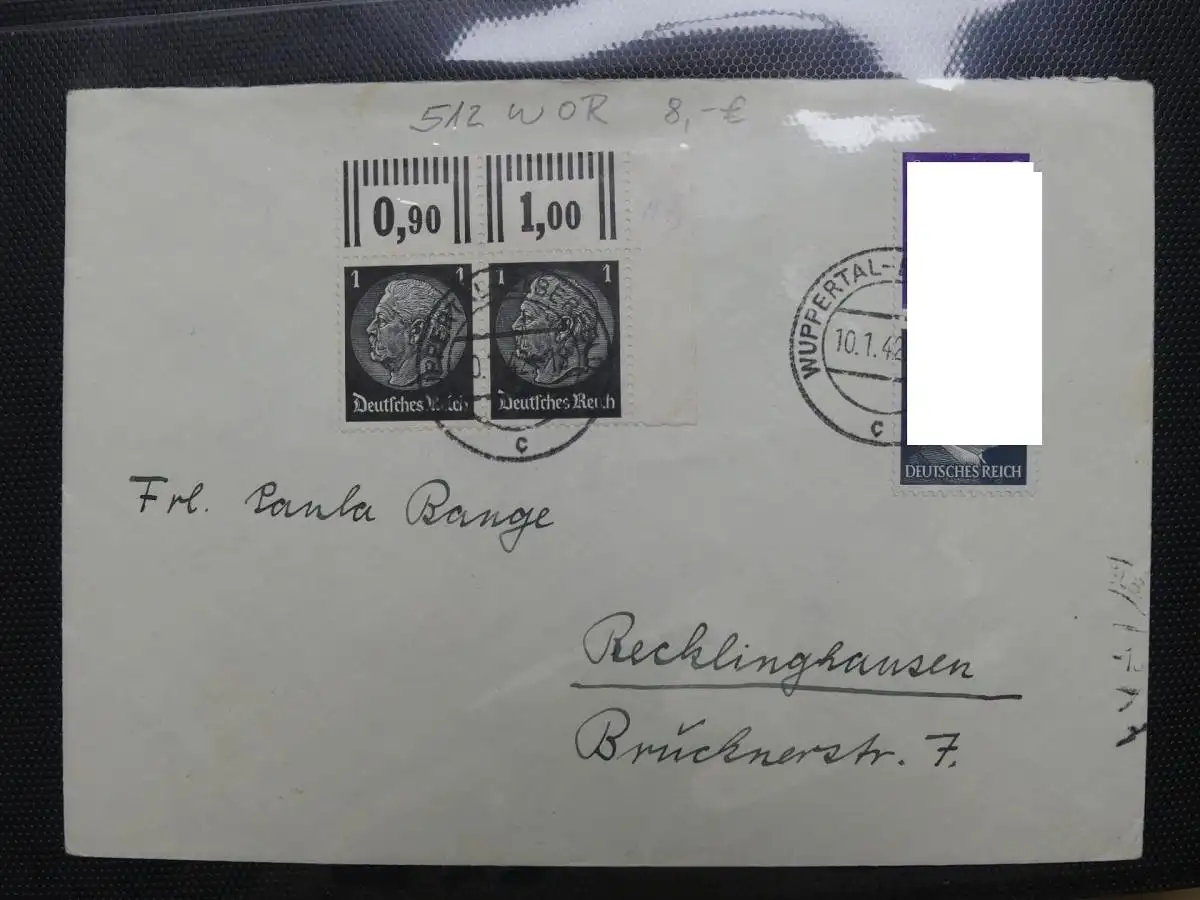 512 W OR 8,-€
0,90 1,00
1 1 1 1
Deutsches Reich Deutsches Reich
WUPPERTAL-
10.1.42
c
c
DEUTSCHES REICH
Frl. Paula Bange
Recklinghausen
Brücknerstr. 7.